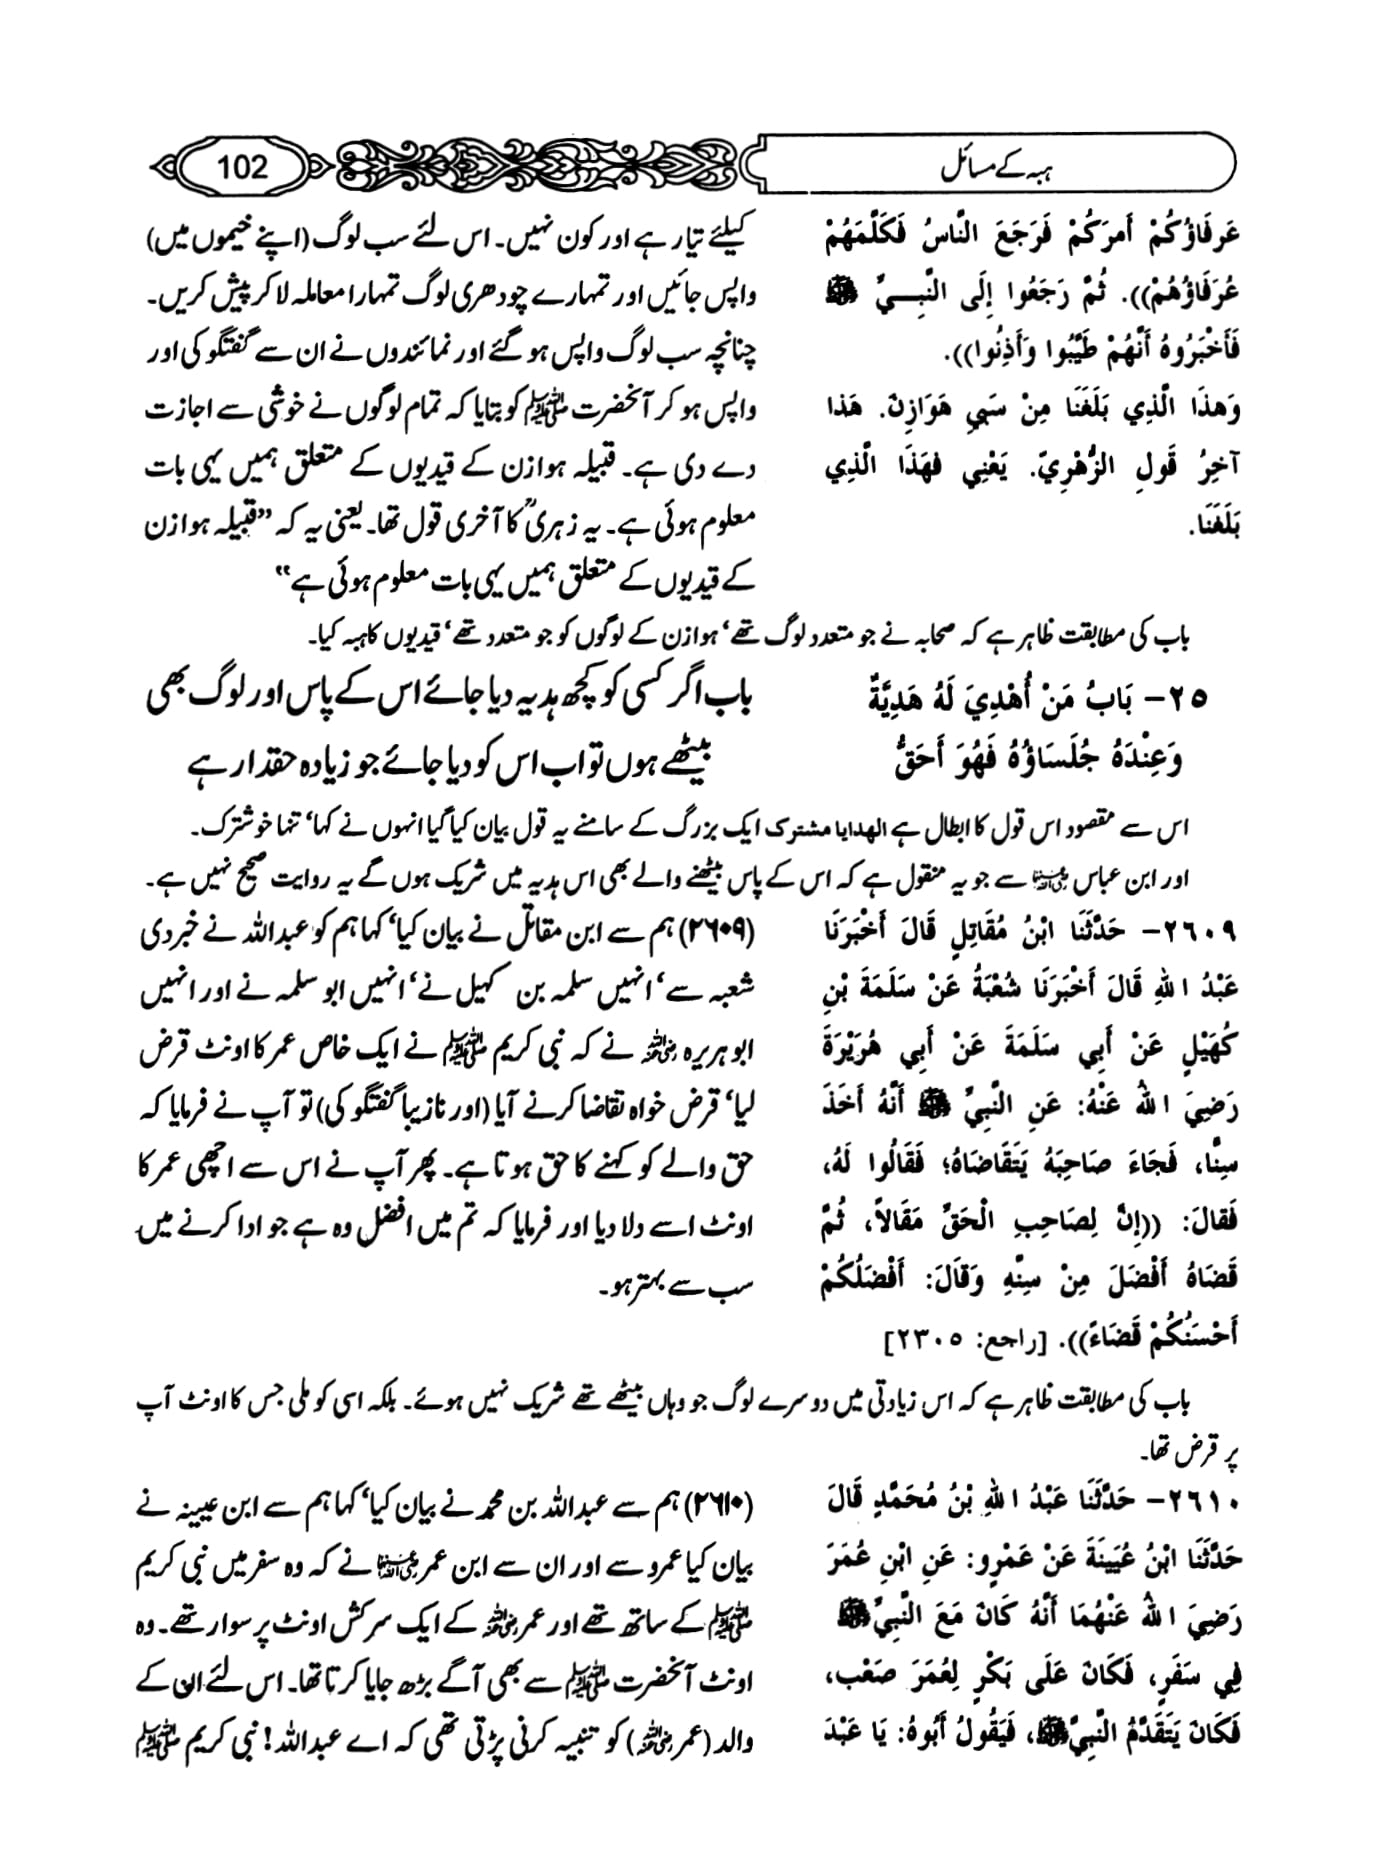 ہبہ کے مسائل
102
عَرَفَاؤُكُمْ أَمرَكُمْ فَرَجَعَ النَّاسُ فَكَلَّمَهُمْ
عُرَفَاؤُهُمْ)). ثُمَّ رَجَعُوا إِلَى النَّبِـيِّ ﷺ
فَأَخْبَرُوهُ أَنَّهُمْ طَيَّبُوا وَأَذِنُوا)).
وَهذَا الَّذِي بَلَغَنَا مِنْ سَبيِ هَوَازِنَ. هَذا
آخِرُ قَولِ الزُّهْرِيّ. يَعْنِي فَهَذَا الَّذِي
بَلَغَنَا.
کیلئے تیار ہے اور کون نہیں۔ اس لئے سب لوگ (اپنے خیموں میں)
واپس جائیں اور تمہارے چودھری لوگ تمہارا معاملہ لا کر پیش کریں۔
چنانچہ سب لوگ واپس ہو گئے اور نمائندوں نے ان سے گفتگو کی اور
واپس ہو کر آنحضرت ﷺ کو بتایا کہ تمام لوگوں نے خوشی سے اجازت
دے دی ہے۔ قبیلہ ہوازن کے قیدیوں کے متعلق ہمیں یہی بات
معلوم ہوئی ہے۔ یہ زہریؒ کا آخری قول تھا۔ یعنی یہ کہ ”قبیلہ ہوازن
کے قیدیوں کے متعلق ہمیں یہی بات معلوم ہوئی ہے“
باب کی مطابقت ظاہر ہے کہ صحابہ نے جو متعدد لوگ تھے‘ ہوازن کے لوگوں کو جو متعدد تھے‘ قیدیوں کا ہبہ کیا۔
٢٥- بَابُ مَنْ أُهْدِيَ لَهُ هَدِيَّةٌ
وَعِنْدَهُ جُلَسَاؤُهُ فَهُوَ أَحَقُّ
باب اگر کسی کو کچھ ہدیہ دیا جائے اس کے پاس اور لوگ بھی
بیٹھے ہوں تو اب اس کو دیا جائے جو زیادہ حقدار ہے
اس سے مقصود اس قول کا ابطال ہے الھدایا مشترک ایک بزرگ کے سامنے یہ قول بیان کیا گیا انہوں نے کہا‘ تنہا خوشترک۔
اور ابن عباس رضی اللہ عنہما سے جو یہ منقول ہے کہ اس کے پاس بیٹھنے والے بھی اس ہدیہ میں شریک ہوں گے یہ روایت صحیح نہیں ہے۔
٢٦٠٩- حَدَّثَنَا ابْنُ مُقَاتِلٍ قَالَ أَخْبَرَنَا
عَبْدُ اللهِ قَالَ أَخْبَرَنَا شُعْبَةُ عَنْ سَلَمَةَ بْنِ
كُهَيْلٍ عَنْ أَبِي سَلَمَةَ عَنْ أَبِي هُرَيْرَةَ
رَضِيَ اللهُ عَنْهُ: عَنِ النَّبِيِّ ﷺ أَنَّهُ أَخَذَ
سِنًّا، فَجَاءَ صَاحِبَهُ يَتَقَاضَاهُ؛ فَقَالُوا لَهُ،
فَقَالَ: ((إِنَّ لِصَاحِبِ الْحَقِّ مَقَالاً، ثُمَّ
قَضَاهُ أَفْضَلَ مِنْ سِنِّهِ وَقَالَ: أَفْضَلُكُمْ
أَحْسَنُكُمْ قَضَاءً)). [راجع: ٢٣٠٥]
(۲۶۰۹) ہم سے ابن مقاتل نے بیان کیا‘ کہا ہم کو عبداللہ نے خبر دی
شعبہ سے‘ انہیں سلمہ بن کہیل نے‘ انہیں ابو سلمہ نے اور انہیں
ابو ہریرہ رضی اللہ عنہ نے کہ نبی کریم ﷺ نے ایک خاص عمر کا اونٹ قرض
لیا‘ قرض خواہ تقاضا کرنے آیا (اور نازیبا گفتگو کی) تو آپ نے فرمایا کہ
حق والے کو کہنے کا حق ہوتا ہے۔ پھر آپ نے اس سے اچھی عمر کا
اونٹ اسے دلا دیا اور فرمایا کہ تم میں افضل وہ ہے جو ادا کرنے میں
سب سے بہتر ہو۔
باب کی مطابقت ظاہر ہے کہ اس زیادتی میں دوسرے لوگ جو وہاں بیٹھے تھے شریک نہیں ہوئے۔ بلکہ اسی کو ملی جس کا اونٹ آپ
پر قرض تھا۔
٢٦١٠- حَدَّثَنَا عَبْدُ اللهِ بْنُ مُحَمَّدٍ قَالَ
حَدَّثَنَا ابْنُ عُيَينَةَ عَنْ عَمْرٍو: عَنِ ابْنِ عُمَرَ
رَضِيَ اللهُ عَنْهُمَا أَنَّهُ كَانَ مَعَ النَّبِيِّ ﷺ
فِي سَفَرٍ، فَكَانَ عَلَى بَكْرٍ لِعُمَرَ صَعْب،
فَكَانَ يَتَقَدَّمُ النَّبِيَّ ﷺ، فَيَقُولُ أَبُوهُ: يَا عَبْدَ
(۲۶۱۰) ہم سے عبداللہ بن محمد نے بیان کیا‘ کہا ہم سے ابن عیینہ نے
بیان کیا عمرو سے اور ان سے ابن عمر رضی اللہ عنہما نے کہ وہ سفر میں نبی کریم
ﷺ کے ساتھ تھے اور عمر رضی اللہ عنہ کے ایک سرکش اونٹ پر سوار تھے۔ وہ
اونٹ آنحضرت ﷺ سے بھی آگے بڑھ جایا کرتا تھا۔ اس لئے ان کے
والد (عمر رضی اللہ عنہ) کو تنبیہ کرنی پڑتی تھی کہ اے عبداللہ! نبی کریم ﷺ